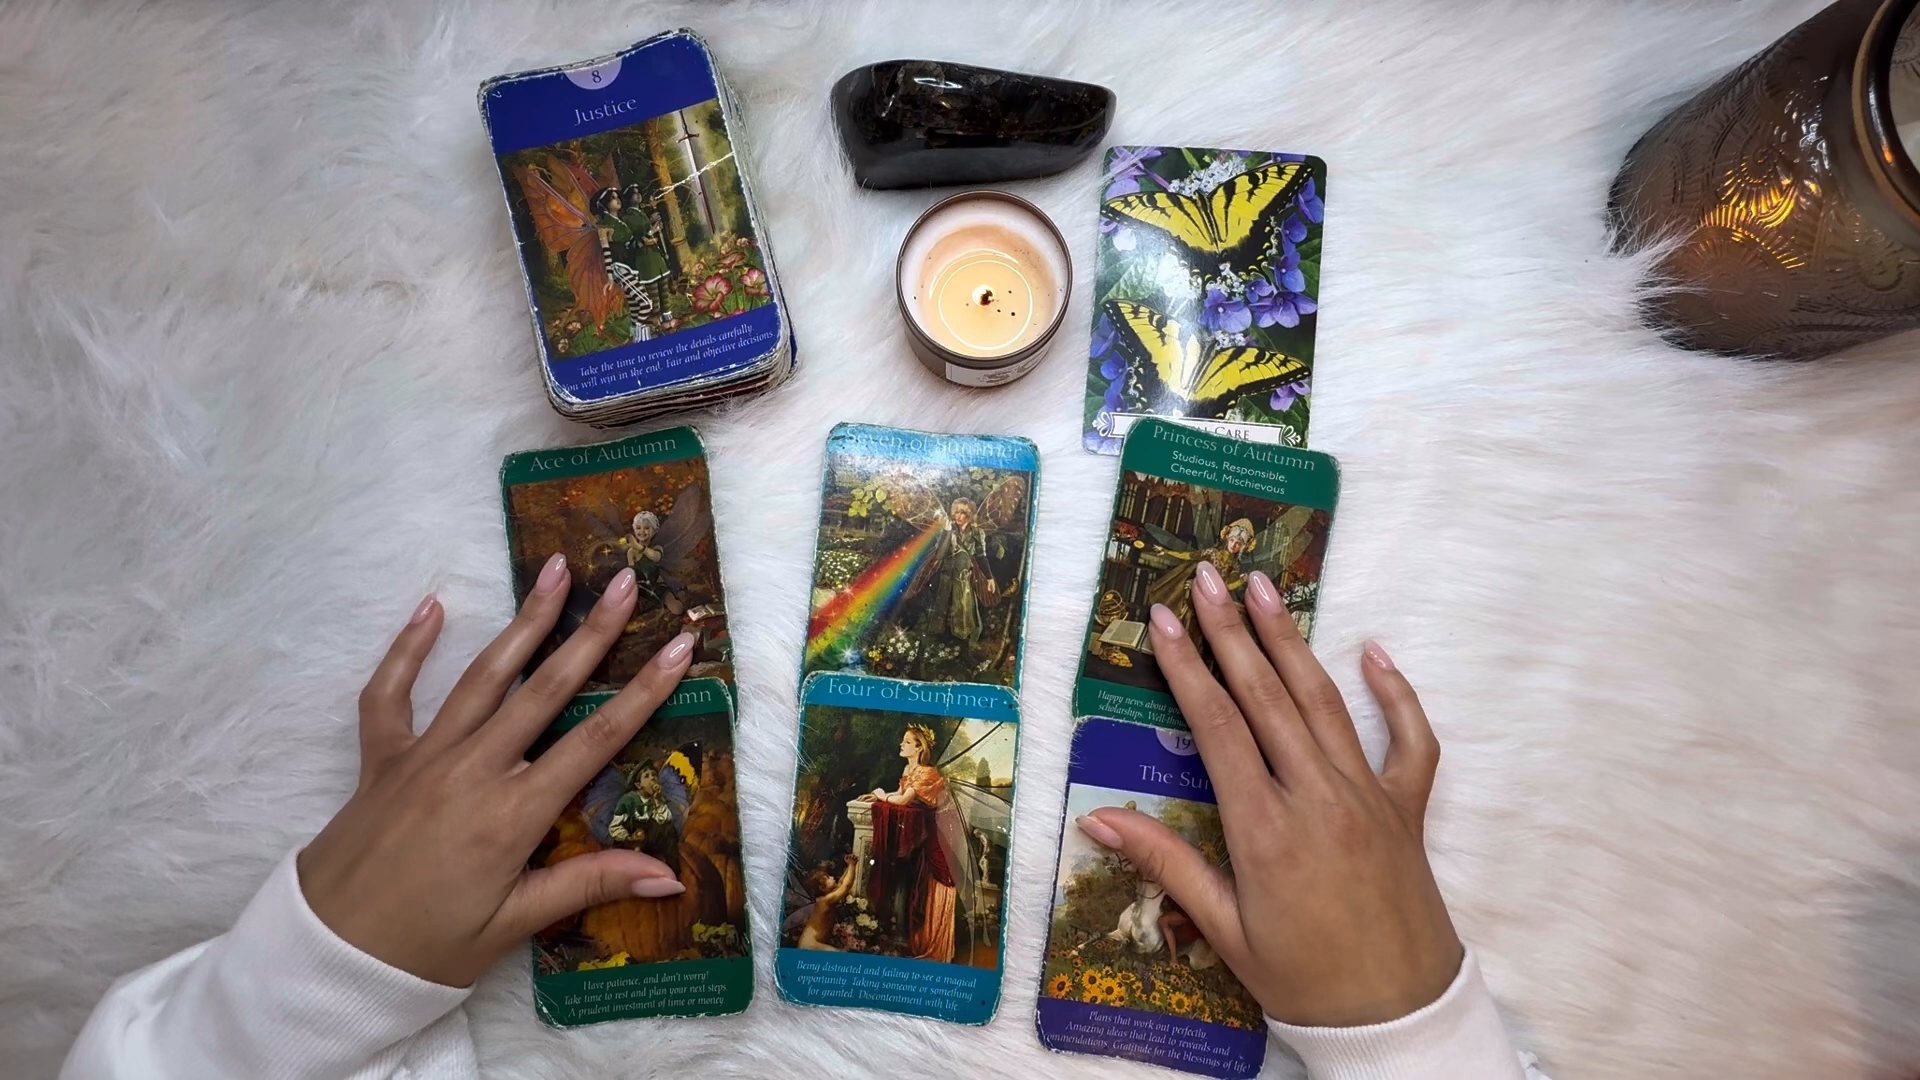 8
Justice
Take the time to review the details carefully.
You will win in the end. Fair and objective decisions.
CARE
Ace of Autumn
Seven of Summer
Princess of Autumn
Studious, Responsible,
Cheerful, Mischievous
Happy news about
scholarships.
Have patience, and don't worry!
Take time to rest and plan your next steps.
A prudent investment of time or money.
Four of Summer
Being distracted and failing to see a magical
opportunity. Taking someone or something
for granted. Discontentment with life
19
The Su
Plans that work out perfectly.
Amazing ideas that lead to rewards and
commendations. Gratitude for the blessings of life!